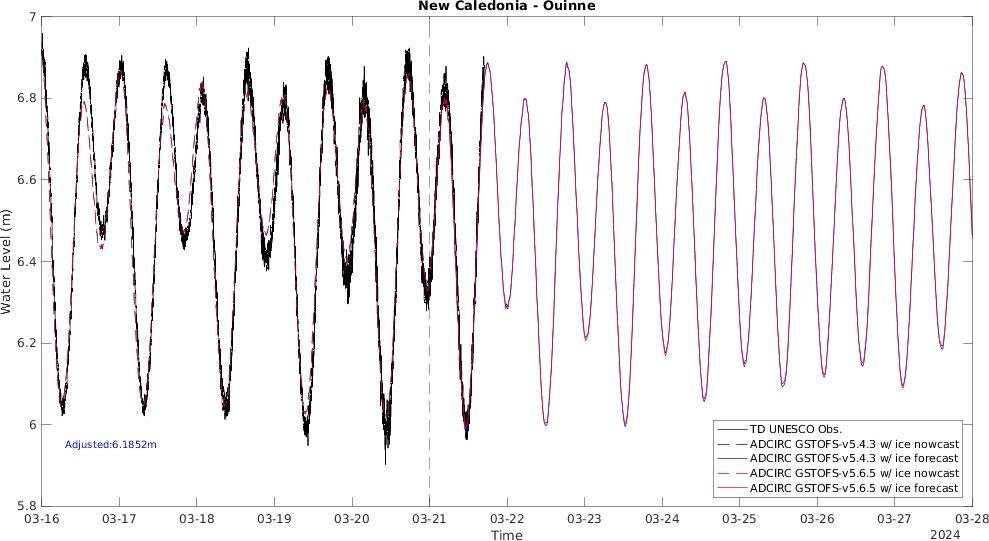 New Caledonia - Ouinne
Water Level (m)
7
6.8
6.6
6.4
6.2
6
5.8
Adjusted:6.1852m
TD UNESCO Obs.
ADCIRC GSTOFS-v5.4.3 w/ ice nowcast
ADCIRC GSTOFS-v5.4.3 w/ ice forecast
ADCIRC GSTOFS-v5.6.5 w/ ice nowcast
ADCIRC GSTOFS-v5.6.5 w/ ice forecast
03-16 03-17 03-18 03-19 03-20 03-21 03-22 03-23 03-24 03-25 03-26 03-27 03-28
Time
2024